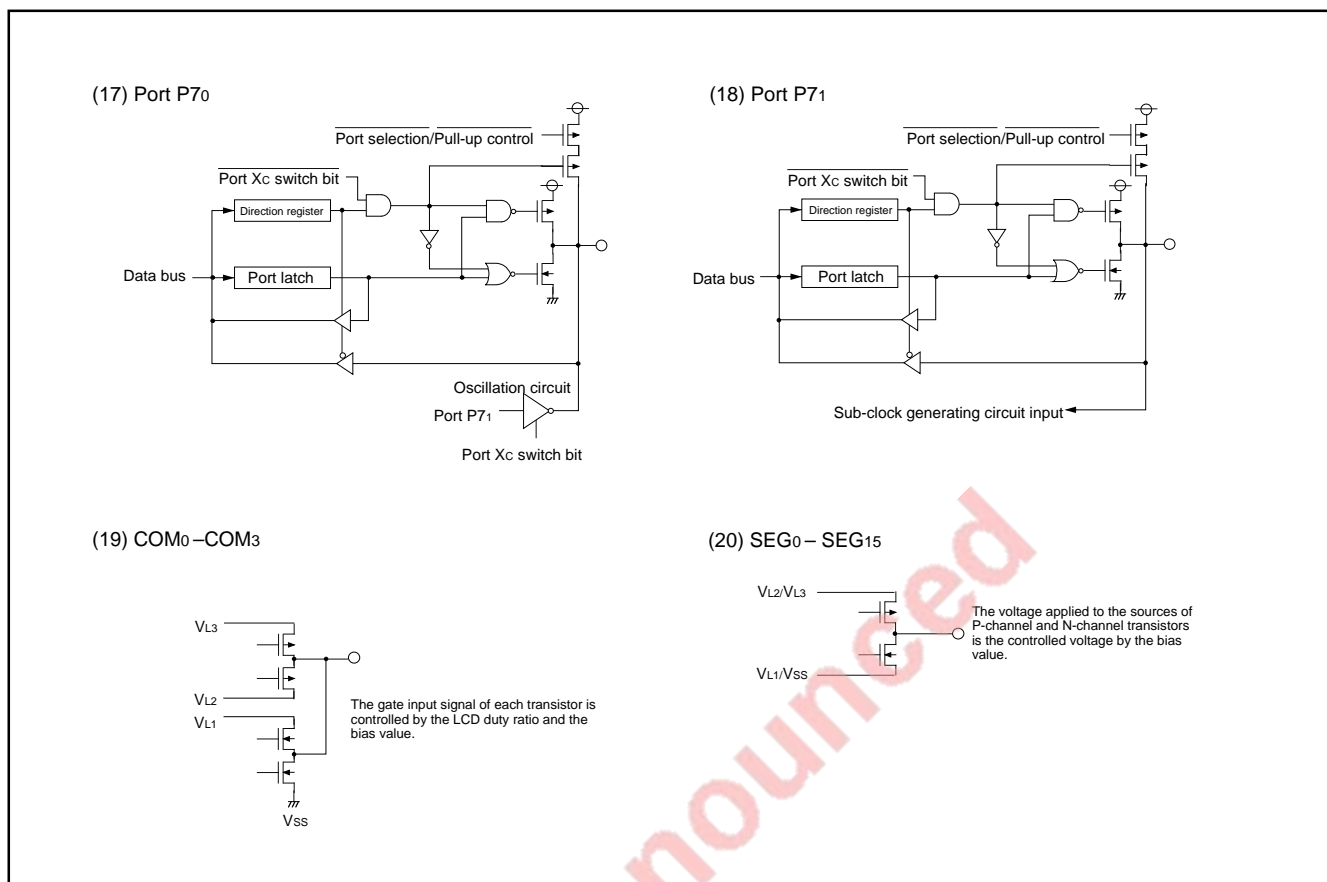 (17) Port P70
Port selection/Pull-up control
Port XC switch bit
Direction register
Data bus
Port latch
Oscillation circuit
Port P71
Port XC switch bit
(18) Port P71
Port selection/Pull-up control
Port XC switch bit
Direction register
Data bus
Port latch
Sub-clock generating circuit input
(19) COM0–COM3
VL3
VL2
VL1
VSS
The gate input signal of each transistor is
controlled by the LCD duty ratio and the
bias value.
(20) SEG0 – SEG15
VL2/VL3
VL1/VSS
The voltage applied to the sources of
P-channel and N-channel transistors
is the controlled voltage by the bias
value.
nounced